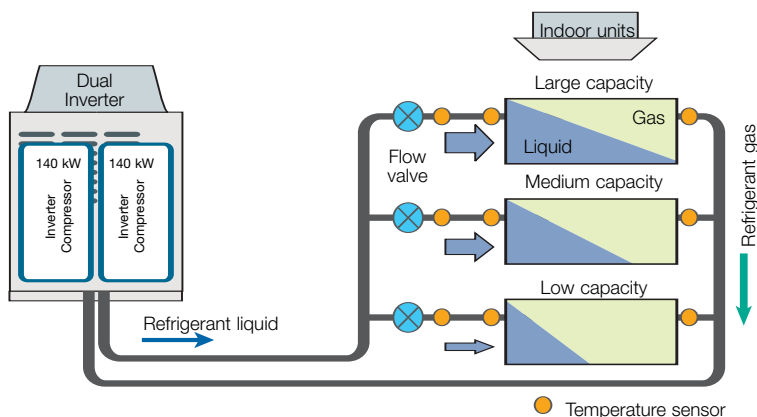 Indoor units
Dual
Inverter
140 kW
140 kW
Inverter
Compressor
Inverter
Compressor
Large capacity
Gas
Liquid
Flow
valve
Medium capacity
Refrigerant gas
Low capacity
Refrigerant liquid
Temperature sensor